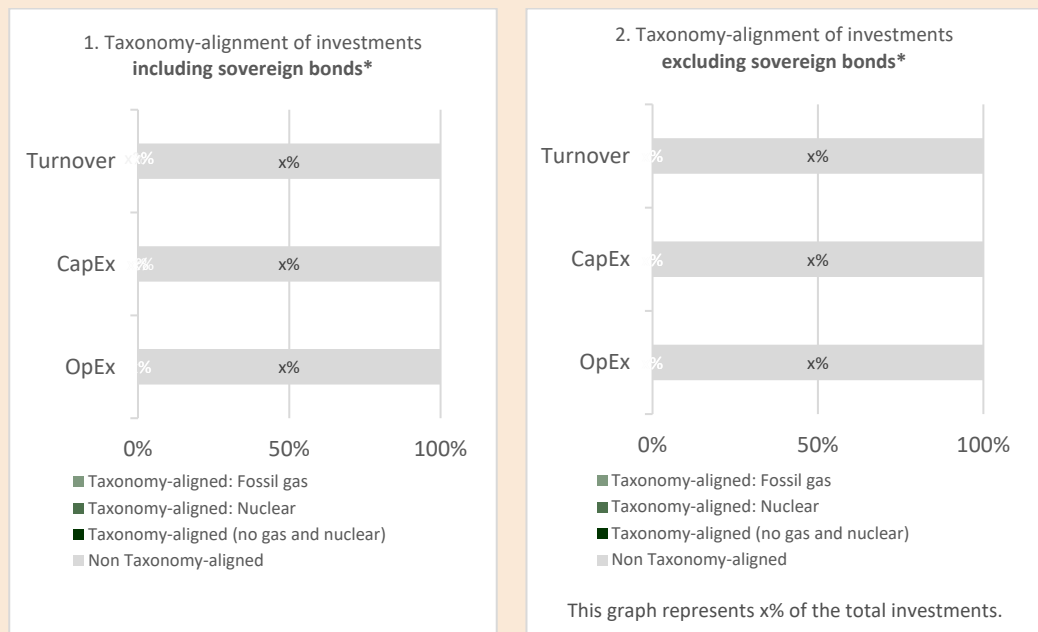 1. Taxonomy-alignment of investments
including sovereign bonds*
Turnover
x%
CapEx
x%
OpEx
x%
0% 50% 100%
Taxonomy-aligned: Fossil gas
Taxonomy-aligned: Nuclear
Taxonomy-aligned (no gas and nuclear)
Non Taxonomy-aligned
2. Taxonomy-alignment of investments
excluding sovereign bonds*
Turnover
x%
CapEx
x%
OpEx
x%
0% 50% 100%
Taxonomy-aligned: Fossil gas
Taxonomy-aligned: Nuclear
Taxonomy-aligned (no gas and nuclear)
Non Taxonomy-aligned
This graph represents x% of the total investments.